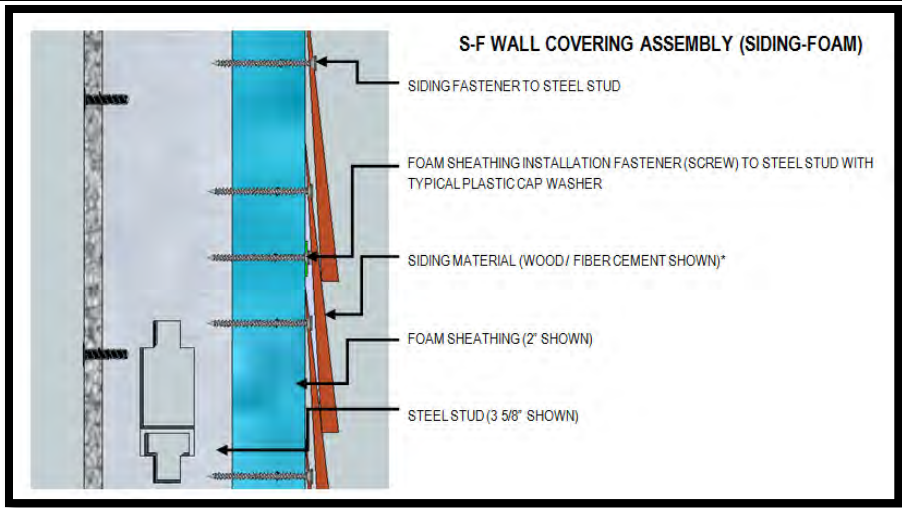 S-F WALL COVERING ASSEMBLY (SIDING-FOAM)
SIDING FASTENER TO STEEL STUD
FOAM SHEATHING INSTALLATION FASTENER (SCREW) TO STEEL STUD WITH
TYPICAL PLASTIC CAP WASHER
SIDING MATERIAL (WOOD / FIBER CEMENT SHOWN)*
FOAM SHEATHING (2" SHOWN)
STEEL STUD (3 5/8" SHOWN)